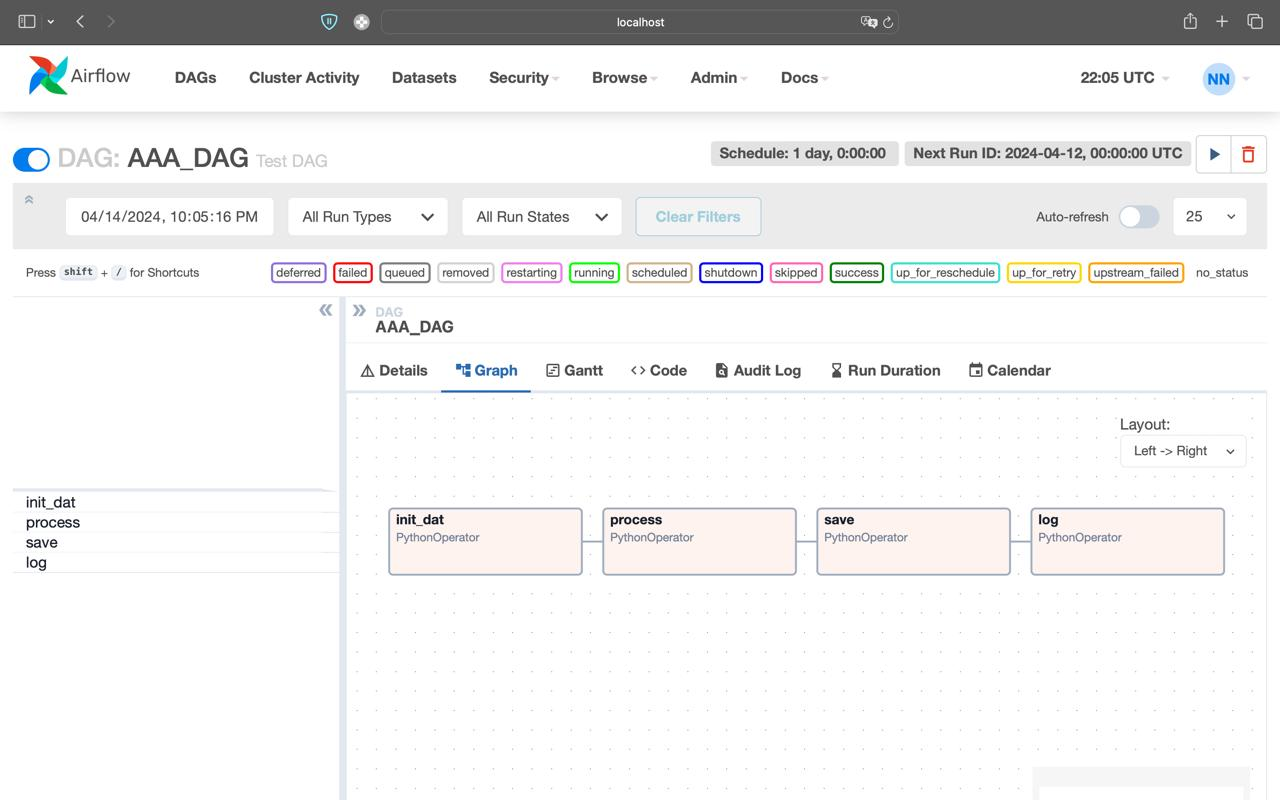 localhost
Airflow DAGs Cluster Activity Datasets Security Browse Admin Docs 22:05 UTC NN
DAG: AAA_DAG Test DAG Schedule: 1 day, 0:00:00 Next Run ID: 2024-04-12, 00:00:00 UTC
04/14/2024, 10:05:16 PM All Run Types All Run States Clear Filters Auto-refresh 25
Press shift + / for Shortcuts deferred failed queued removed restarting running scheduled shutdown skipped success up_for_reschedule up_for_retry upstream_failed no_status
DAG
AAA_DAG
Details Graph Gantt <> Code Audit Log Run Duration Calendar
Layout:
Left -> Right
init_dat
process
save
log
init_dat process save log
PythonOperator PythonOperator PythonOperator PythonOperator